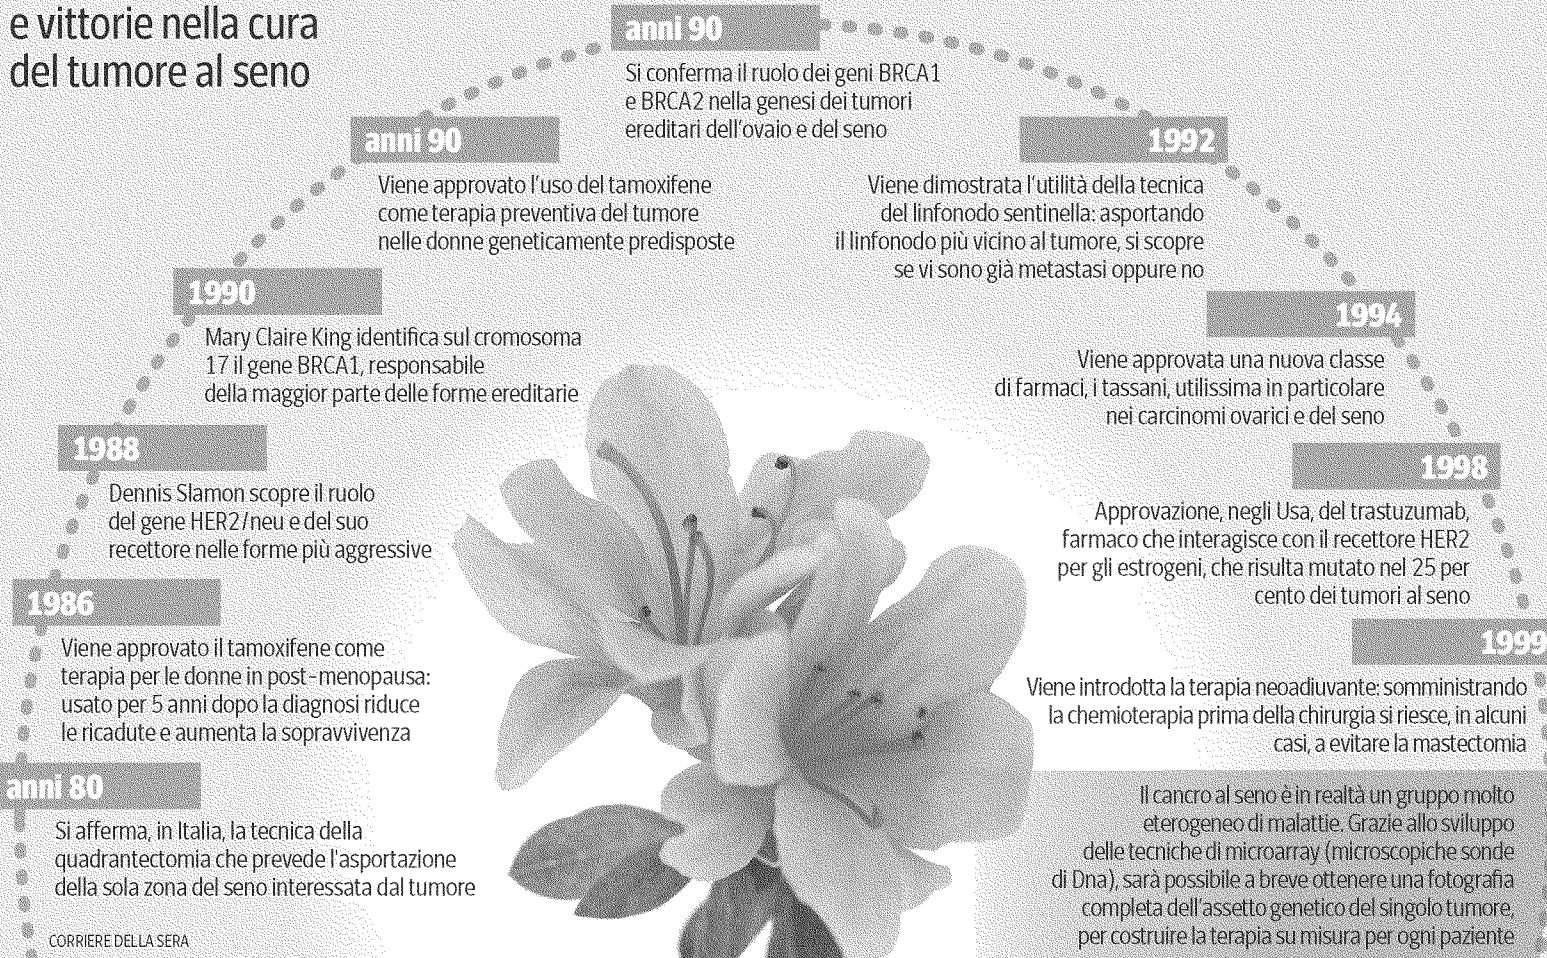 e vittorie nella cura
del tumore al seno
anni 80
Si afferma, in Italia, la tecnica della
quadrantectomia che prevede l'asportazione
della sola zona del seno interessata dal tumore
1986
Viene approvato il tamoxifene come
terapia per le donne in post-menopausa:
usato per 5 anni dopo la diagnosi riduce
le ricadute e aumenta la sopravvivenza
1988
Dennis Slamon scopre il ruolo
del gene HER2/neu e del suo
recettore nelle forme più aggressive
1990
Mary Claire King identifica sul cromosoma
17 il gene BRCA1, responsabile
della maggior parte delle forme ereditarie
anni 90
Viene approvato l'uso del tamoxifene
come terapia preventiva del tumore
nelle donne geneticamente predisposte
anni 90
Si conferma il ruolo dei geni BRCA1
e BRCA2 nella genesi dei tumori
ereditari dell'ovaio e del seno
1992
Viene dimostrata l'utilità della tecnica
del linfonodo sentinella: asportando
il linfonodo più vicino al tumore, si scopre
se vi sono già metastasi oppure no
1994
Viene approvata una nuova classe
di farmaci, i tassani, utilissima in particolare
nei carcinomi ovarici e del seno
1998
Approvazione, negli Usa, del trastuzumab,
farmaco che interagisce con il recettore HER2
per gli estrogeni, che risulta mutato nel 25 per
cento dei tumori al seno
1999
Viene introdotta la terapia neoadiuvante: somministrando
la chemioterapia prima della chirurgia si riesce, in alcuni
casi, a evitare la mastectomia
Il cancro al seno è in realtà un gruppo molto
eterogeneo di malattie. Grazie allo sviluppo
delle tecniche di microarray (microscopiche sonde
di Dna), sarà possibile a breve ottenere una fotografia
completa dell'assetto genetico del singolo tumore,
per costruire la terapia su misura per ogni paziente
CORRIERE DELLA SERA